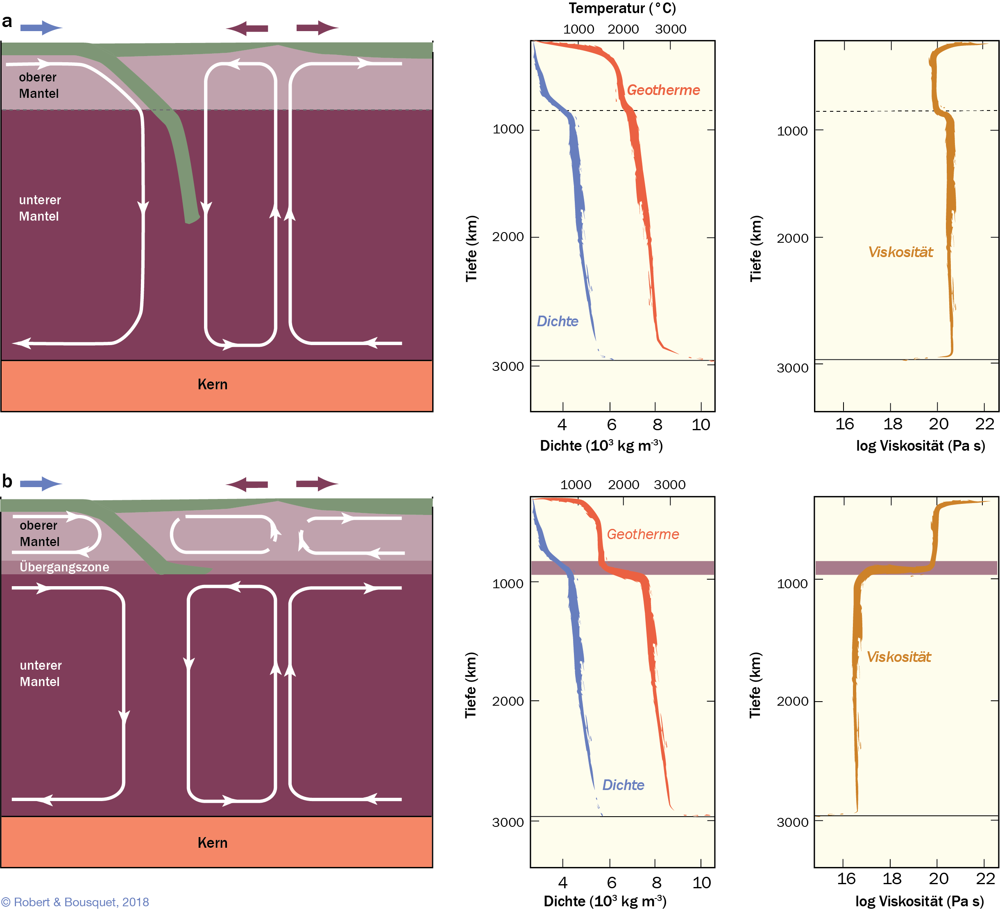 a
oberer
Mantel
unterer
Mantel
Kern
Temperatur (°C)
1000 2000 3000
Geotherme
Dichte
Tiefe (km)
1000
2000
3000
4 6 8 10
Dichte (10³ kg m⁻³)
Viskosität
Tiefe (km)
1000
2000
3000
16 18 20 22
log Viskosität (Pa s)
b
oberer
Mantel
Übergangszone
unterer
Mantel
Kern
1000 2000 3000
Geotherme
Dichte
Tiefe (km)
1000
2000
3000
4 6 8 10
Dichte (10³ kg m⁻³)
Viskosität
Tiefe (km)
1000
2000
3000
16 18 20 22
log Viskosität (Pa s)
© Robert & Bousquet, 2018